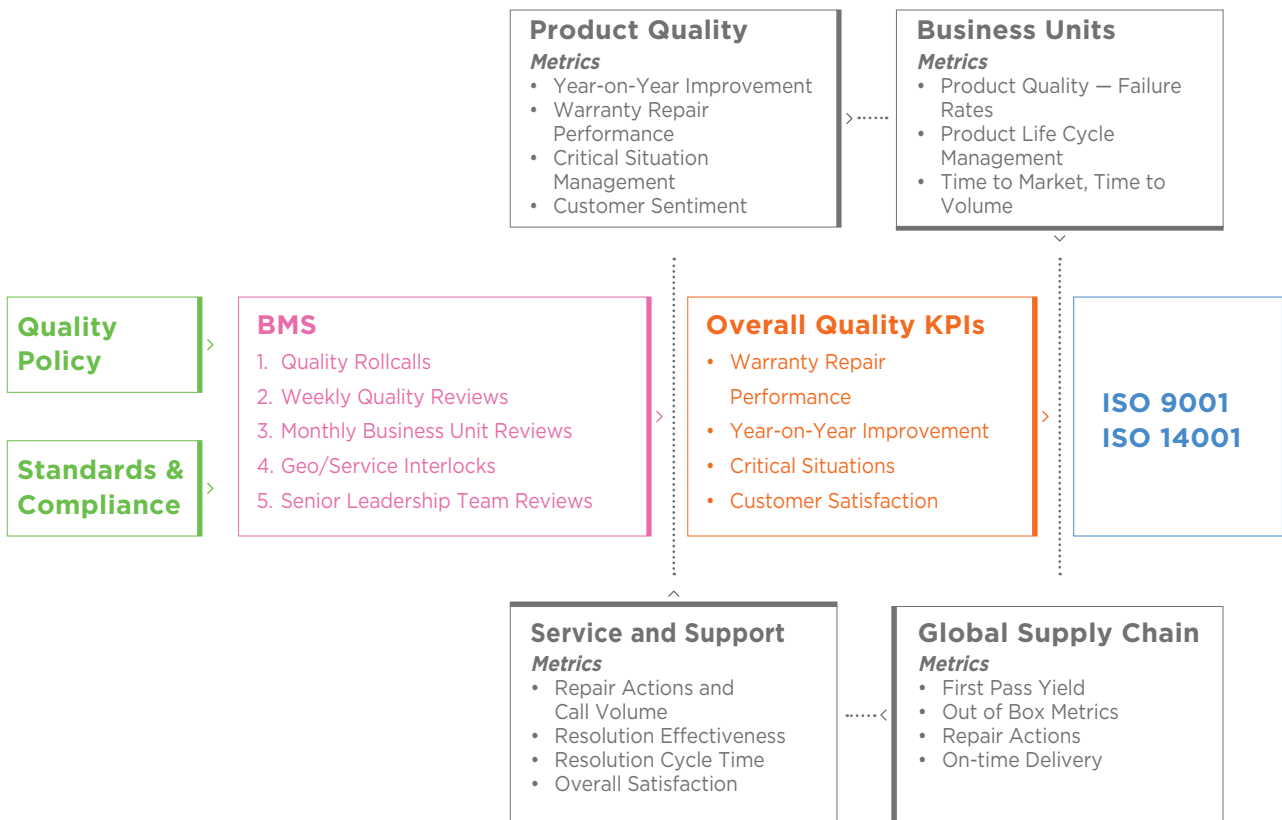 Product Quality
Metrics
• Year-on-Year Improvement
• Warranty Repair
Performance
• Critical Situation
Management
• Customer Sentiment
Business Units
Metrics
• Product Quality — Failure
Rates
• Product Life Cycle
Management
• Time to Market, Time to
Volume
Quality
Policy
Standards &
Compliance
BMS
1. Quality Rollcalls
2. Weekly Quality Reviews
3. Monthly Business Unit Reviews
4. Geo/Service Interlocks
5. Senior Leadership Team Reviews
Overall Quality KPIs
• Warranty Repair
Performance
• Year-on-Year Improvement
• Critical Situations
• Customer Satisfaction
ISO 9001
ISO 14001
Service and Support
Metrics
• Repair Actions and
Call Volume
• Resolution Effectiveness
• Resolution Cycle Time
• Overall Satisfaction
Global Supply Chain
Metrics
• First Pass Yield
• Out of Box Metrics
• Repair Actions
• On-time Delivery